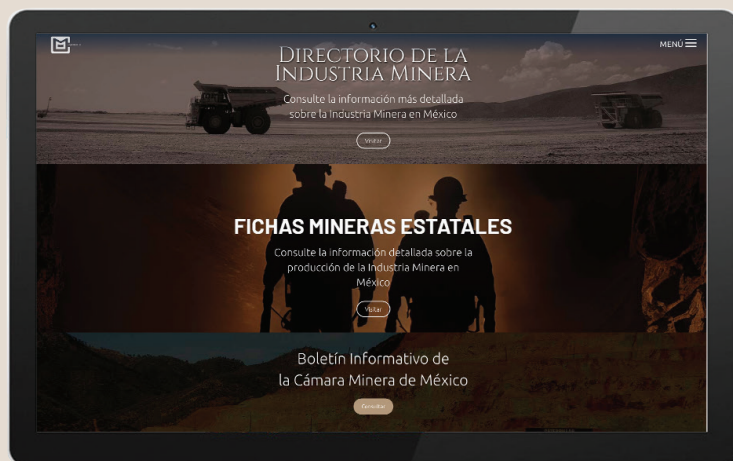 MENÚ
DIRECTORIO DE LA
INDUSTRIA MINERA
Consulte la información más detallada
sobre la Industria Minera en México
Visitar
FICHAS MINERAS ESTATALES
Consulte la información detallada sobre la
producción de la Industria Minera en
México
Visitar
Boletín Informativo de
la Cámara Minera de México
Consultar